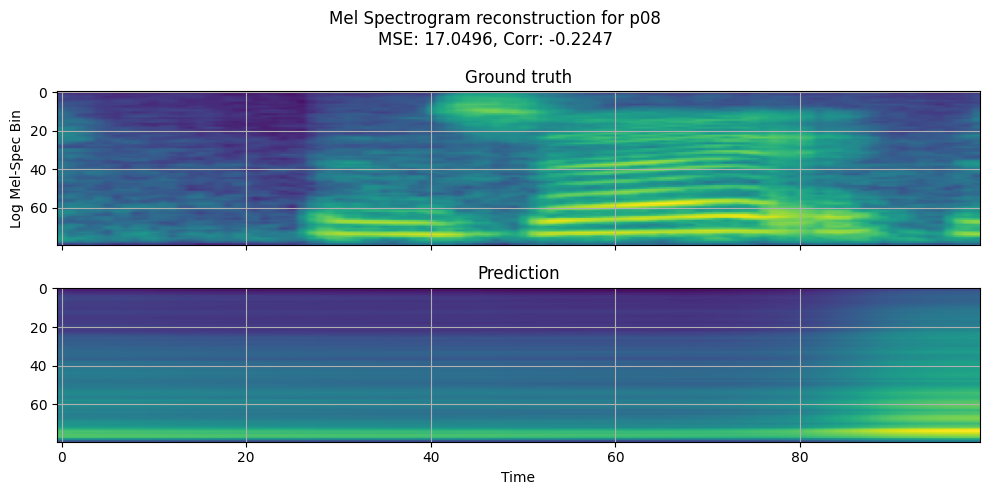 Mel Spectrogram reconstruction for p08
MSE: 17.0496, Corr: -0.2247
Ground truth
0
20
40
60
Log Mel-Spec Bin
Prediction
0
20
40
60
0 20 40 60 80
Time